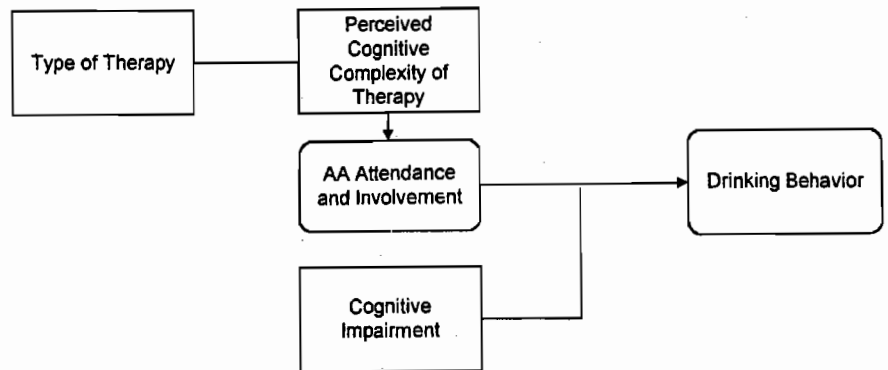 Type of Therapy
Perceived
Cognitive
Complexity of
Therapy
AA Attendance
and Involvement
Drinking Behavior
Cognitive
Impairment